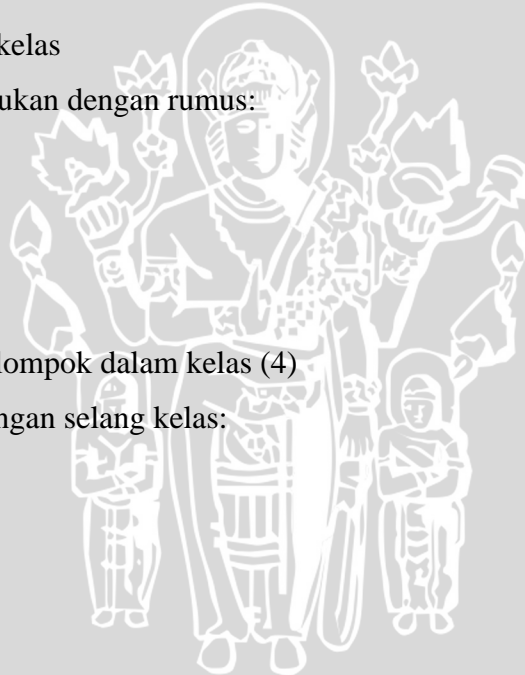 kelas
ukan dengan rumus:
lompok dalam kelas (4)
ngan selang kelas: